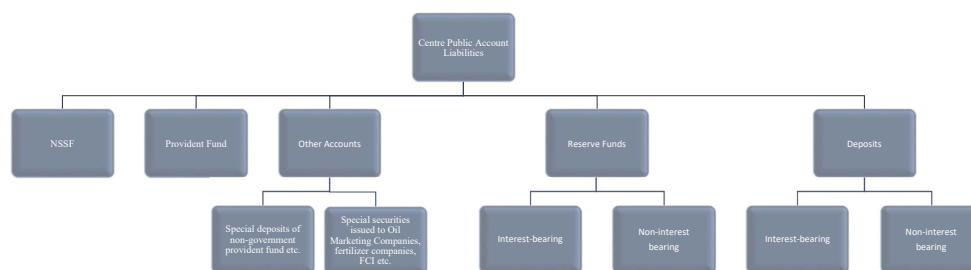 Centre Public Account
Liabilities
NSSF
Provident Fund
Other Accounts
Reserve Funds
Deposits
Special deposits of
non-government
provident fund etc.
Special securities
issued to Oil
Marketing Companies,
fertilizer companies,
FCI etc.
Interest-bearing
Non-interest
bearing
Interest-bearing
Non-interest
bearing